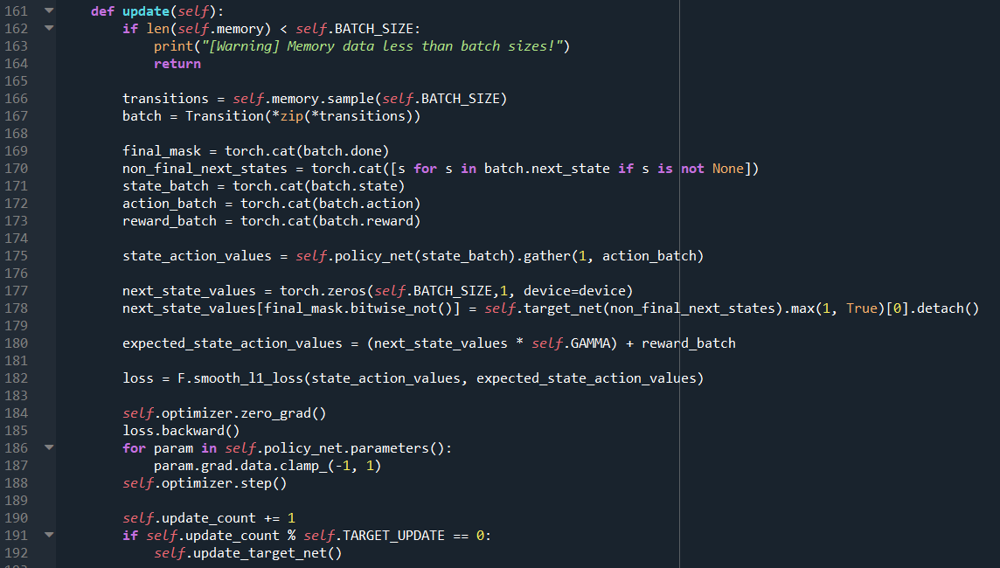 161 def update(self):
162 if len(self.memory) < self.BATCH_SIZE:
163 print("[Warning] Memory data less than batch sizes!")
164 return
165
166 transitions = self.memory.sample(self.BATCH_SIZE)
167 batch = Transition(*zip(*transitions))
168
169 final_mask = torch.cat(batch.done)
170 non_final_next_states = torch.cat([s for s in batch.next_state if s is not None])
171 state_batch = torch.cat(batch.state)
172 action_batch = torch.cat(batch.action)
173 reward_batch = torch.cat(batch.reward)
174
175 state_action_values = self.policy_net(state_batch).gather(1, action_batch)
176
177 next_state_values = torch.zeros(self.BATCH_SIZE,1, device=device)
178 next_state_values[final_mask.bitwise_not()] = self.target_net(non_final_next_states).max(1, True)[0].detach()
179
180 expected_state_action_values = (next_state_values * self.GAMMA) + reward_batch
181
182 loss = F.smooth_l1_loss(state_action_values, expected_state_action_values)
183
184 self.optimizer.zero_grad()
185 loss.backward()
186 for param in self.policy_net.parameters():
187 param.grad.data.clamp_(-1, 1)
188 self.optimizer.step()
189
190 self.update_count += 1
191 if self.update_count % self.TARGET_UPDATE == 0:
192 self.update_target_net()